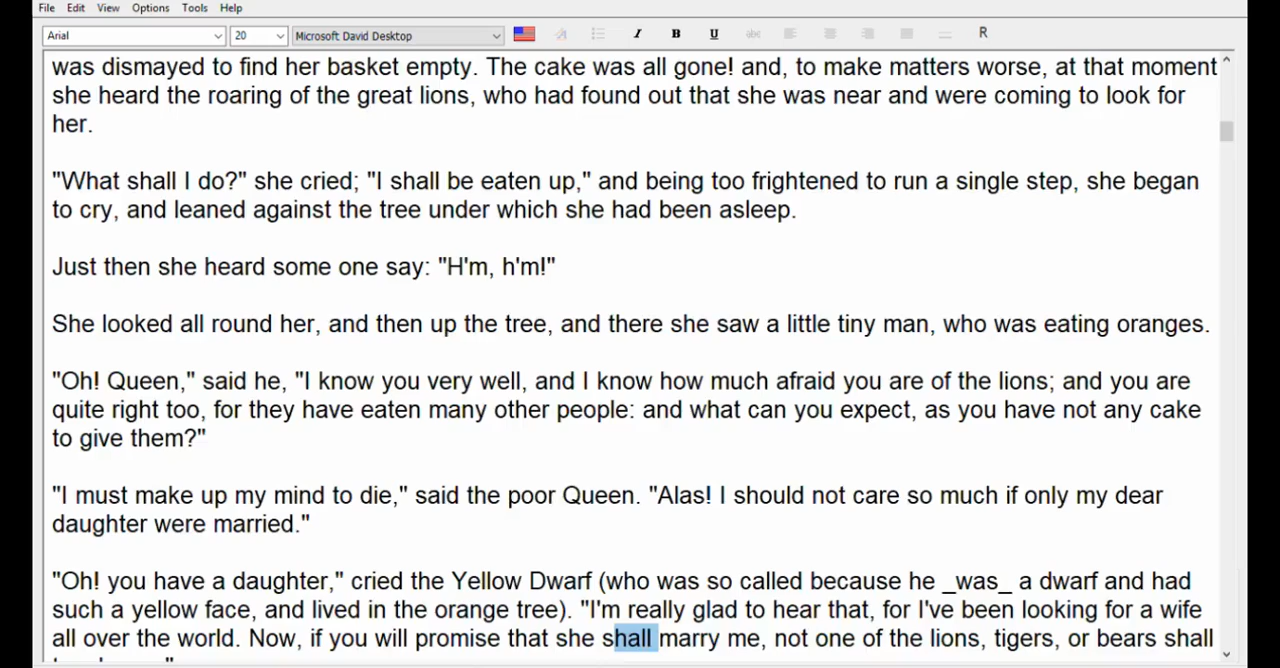 File Edit View Options Tools Help
Arial 20 Microsoft David Desktop I B U abc R
was dismayed to find her basket empty. The cake was all gone! and, to make matters worse, at that moment
she heard the roaring of the great lions, who had found out that she was near and were coming to look for
her.
"What shall I do?" she cried; "I shall be eaten up," and being too frightened to run a single step, she began
to cry, and leaned against the tree under which she had been asleep.
Just then she heard some one say: "H'm, h'm!"
She looked all round her, and then up the tree, and there she saw a little tiny man, who was eating oranges.
"Oh! Queen," said he, "I know you very well, and I know how much afraid you are of the lions; and you are
quite right too, for they have eaten many other people: and what can you expect, as you have not any cake
to give them?"
"I must make up my mind to die," said the poor Queen. "Alas! I should not care so much if only my dear
daughter were married."
"Oh! you have a daughter," cried the Yellow Dwarf (who was so called because he _was_ a dwarf and had
such a yellow face, and lived in the orange tree). "I'm really glad to hear that, for I've been looking for a wife
all over the world. Now, if you will promise that she shall marry me, not one of the lions, tigers, or bears shall